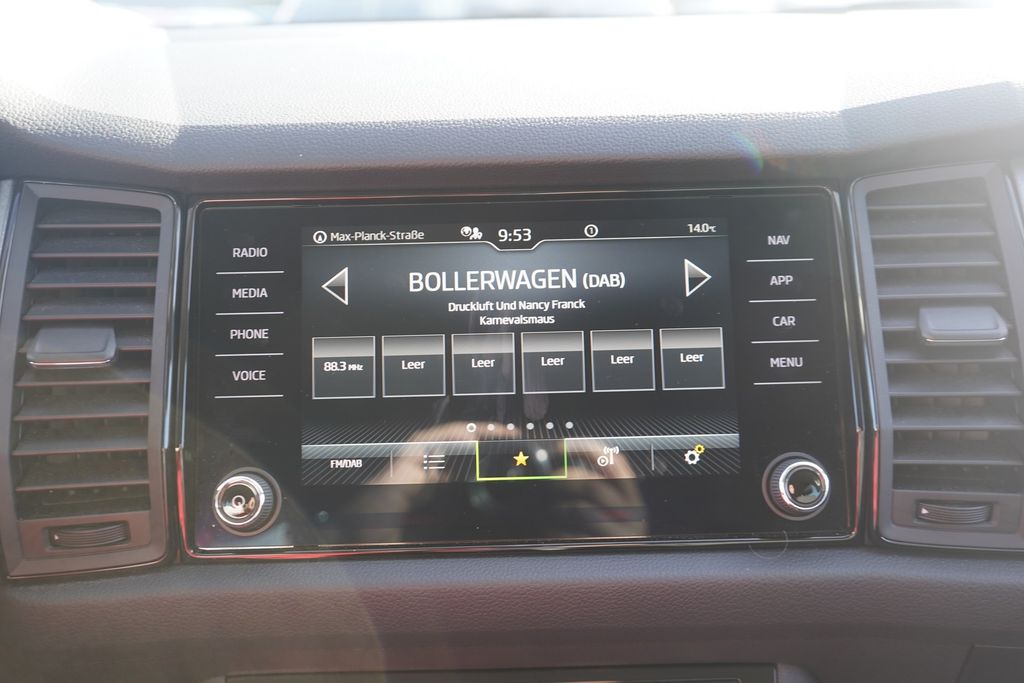 RADIO
MEDIA
PHONE
VOICE
Max-Planck-Straße
9:53
1
14.0°C
BOLLERWAGEN (DAB)
Druckluft Und Nancy Franck
Karnevalsmaus
88.3 MHz
Leer
Leer
Leer
Leer
Leer
FM/DAB
NAV
APP
CAR
MENU